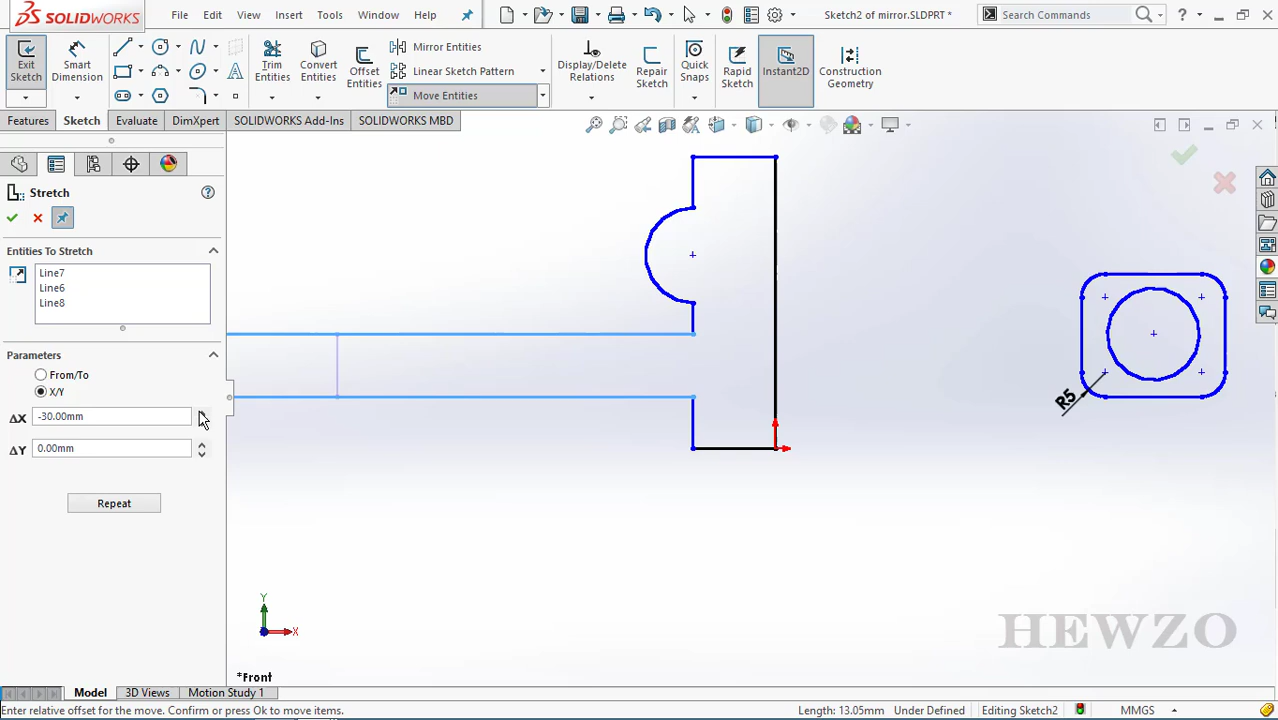 SOLIDWORKS
File Edit View Insert Tools Window Help
Sketch2 of mirror.SLDPRT *
Search Commands
Exit Sketch
Smart Dimension
Trim Entities
Convert Entities
Offset Entities
Mirror Entities
Linear Sketch Pattern
Move Entities
Display/Delete Relations
Repair Sketch
Quick Snaps
Rapid Sketch
Instant2D
Construction Geometry
Features Sketch Evaluate DimXpert SOLIDWORKS Add-Ins SOLIDWORKS MBD
Stretch
Entities To Stretch
Line7
Line6
Line8
Parameters
From/To
X/Y
ΔX -30.00mm
ΔY 0.00mm
Repeat
R5
Y
X
HEWZO
*Front
Model 3D Views Motion Study 1
Enter relative offset for the move. Confirm or press Ok to move items.
Length: 13.05mm Under Defined Editing Sketch2 MMGS